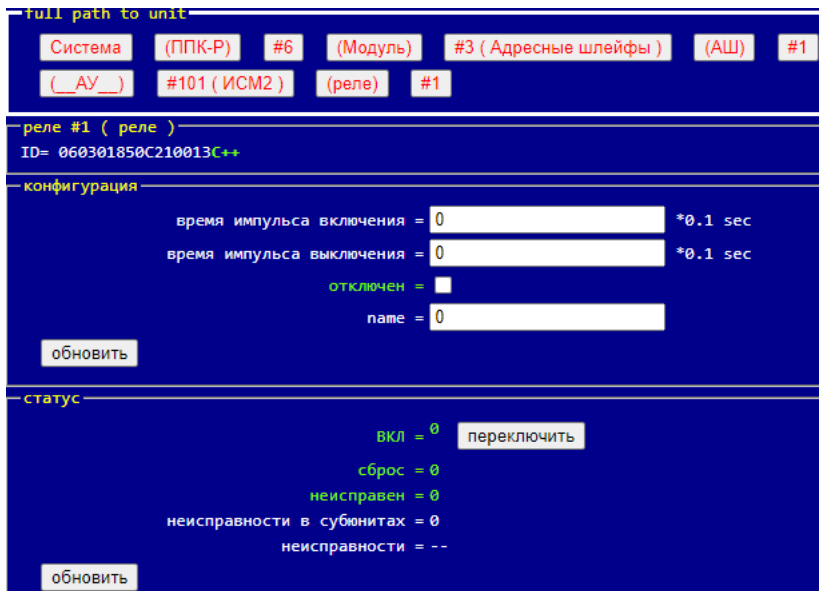 full path to unit
Система (ППК-Р) #6 (Модуль) #3 ( Адресные шлейфы ) (АШ) #1
(__АУ__) #101 ( ИСМ2 ) (реле) #1
реле #1 ( реле )
ID= 060301850C210013C++
конфигурация
время импульса включения = 0 *0.1 sec
время импульса выключения = 0 *0.1 sec
отключен =
name = 0
обновить
статус
ВКЛ = 0 переключить
сброс = 0
неисправен = 0
неисправности в субюнитах = 0
неисправности = --
обновить